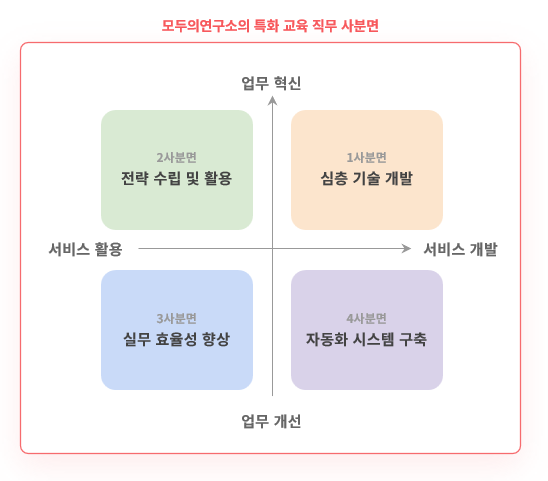 모두의연구소의 특화 교육 직무 사분면
업무 혁신
2사분면
전략 수립 및 활용
1사분면
심층 기술 개발
서비스 활용
서비스 개발
3사분면
실무 효율성 향상
4사분면
자동화 시스템 구축
업무 개선